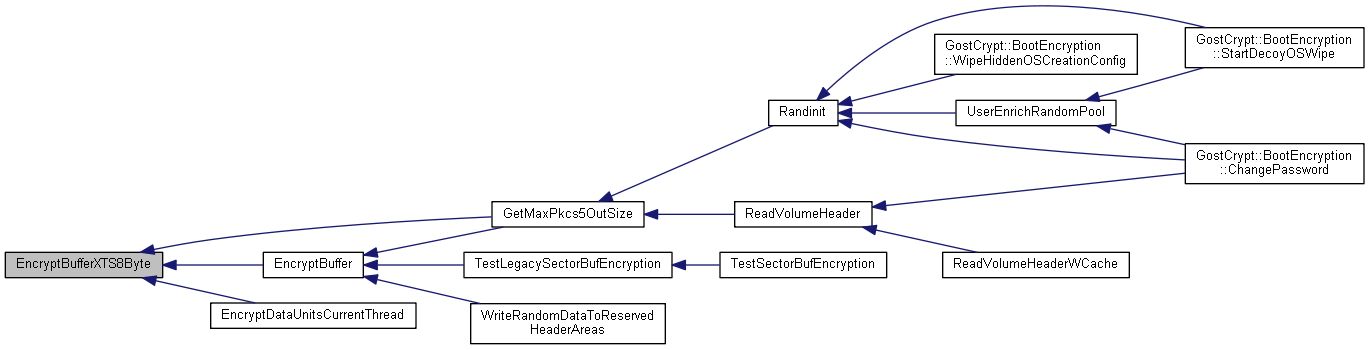 GostCrypt::BootEncryption
::StartDecoyOSWipe
GostCrypt::BootEncryption
::WipeHiddenOSCreationConfig
Randinit
UserEnrichRandomPool
GostCrypt::BootEncryption
::ChangePassword
GetMaxPkcs5OutSize
ReadVolumeHeader
EncryptBufferXTS8Byte
EncryptBuffer
TestLegacySectorBufEncryption
TestSectorBufEncryption
ReadVolumeHeaderWCache
EncryptDataUnitsCurrentThread
WriteRandomDataToReserved
HeaderAreas